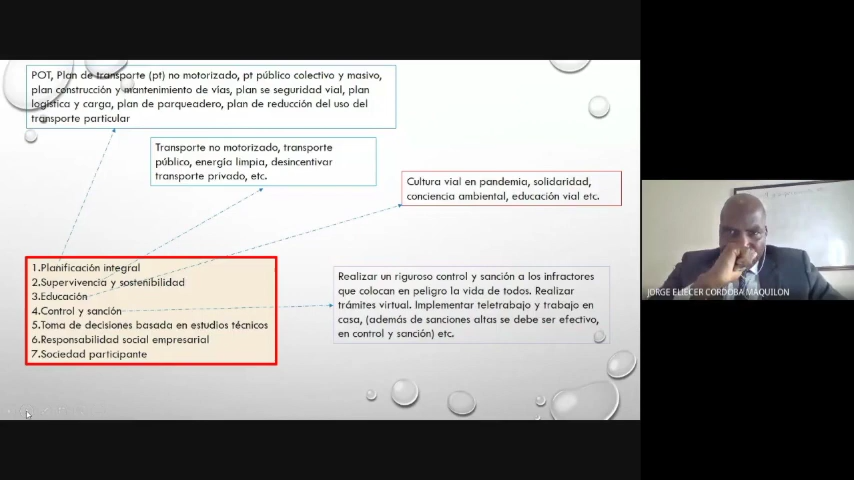 POT, Plan de transporte (pt) no motorizado, pt público colectivo y masivo,
plan construcción y mantenimiento de vías, plan se seguridad vial, plan
logística y carga, plan de parqueadero, plan de reducción del uso del
transporte particular
Transporte no motorizado, transporte
público, energía limpia, desincentivar
transporte privado, etc.
Cultura vial en pandemia, solidaridad,
conciencia ambiental, educación vial etc.
1.Planificación integral
2.Supervivencia y sostenibilidad
3.Educación
4.Control y sanción
5.Toma de decisiones basada en estudios técnicos
6.Responsabilidad social empresarial
7.Sociedad participante
Realizar un riguroso control y sanción a los infractores
que colocan en peligro la vida de todos. Realizar
trámites virtual. Implementar teletrabajo y trabajo en
casa, (además de sanciones altas se debe ser efectivo,
en control y sanción) etc.
JORGE ELIECER CORDOBA MAQUILON